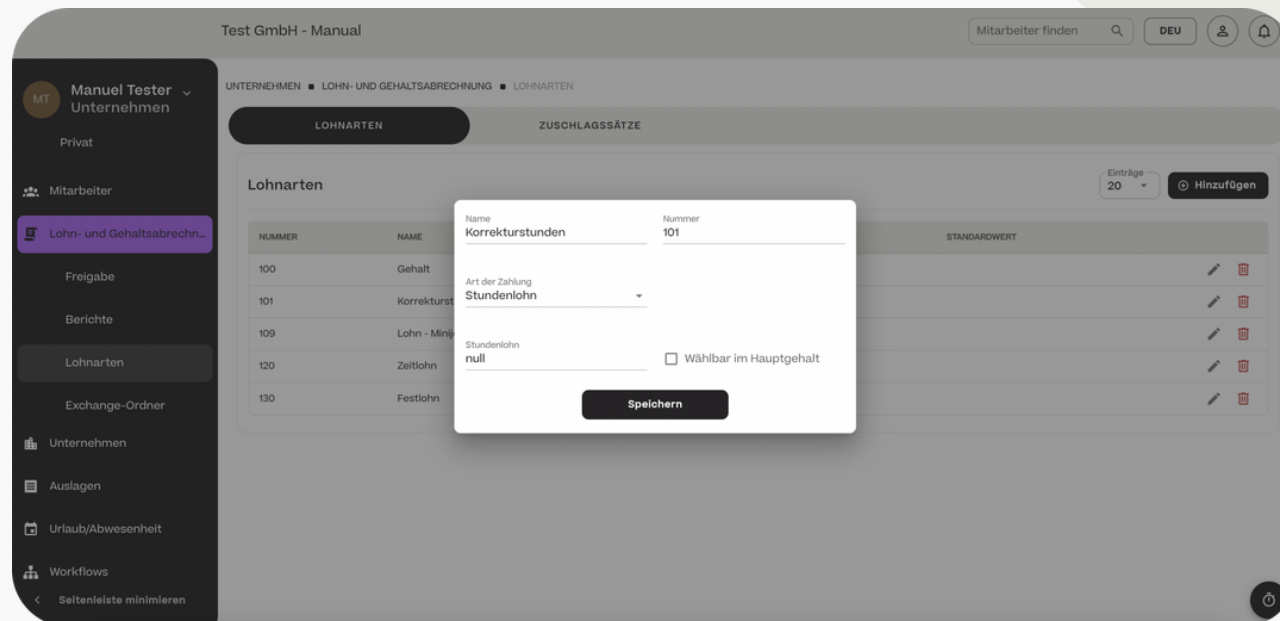 Test GmbH - Manual
Mitarbeiter finden
DEU
MT
Manuel Tester
Unternehmen
Privat
Mitarbeiter
Lohn- und Gehaltsabrechn...
Freigabe
Berichte
Lohnarten
Exchange-Ordner
Unternehmen
Auslagen
Urlaub/Abwesenheit
Workflows
Seitenleiste minimieren
UNTERNEHMEN ■ LOHN- UND GEHALTSABRECHNUNG ■ LOHNARTEN
LOHNARTEN ZUSCHLAGSSÄTZE
Lohnarten
Einträge
20
Hinzufügen
NUMMER NAME STANDARDWERT
100 Gehalt
101 Korrekturst
109 Lohn - Minij
120 Zeitlohn
130 Festlohn
Name
Korrekturstunden
Nummer
101
Art der Zahlung
Stundenlohn
Stundenlohn
null
Wählbar im Hauptgehalt
Speichern